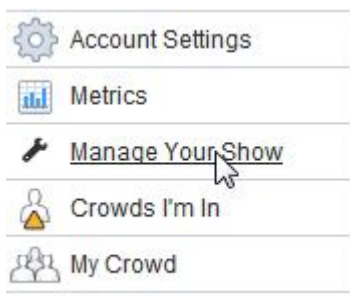 Account Settings
Metrics
Manage Your Show
Crowds I'm In
My Crowd